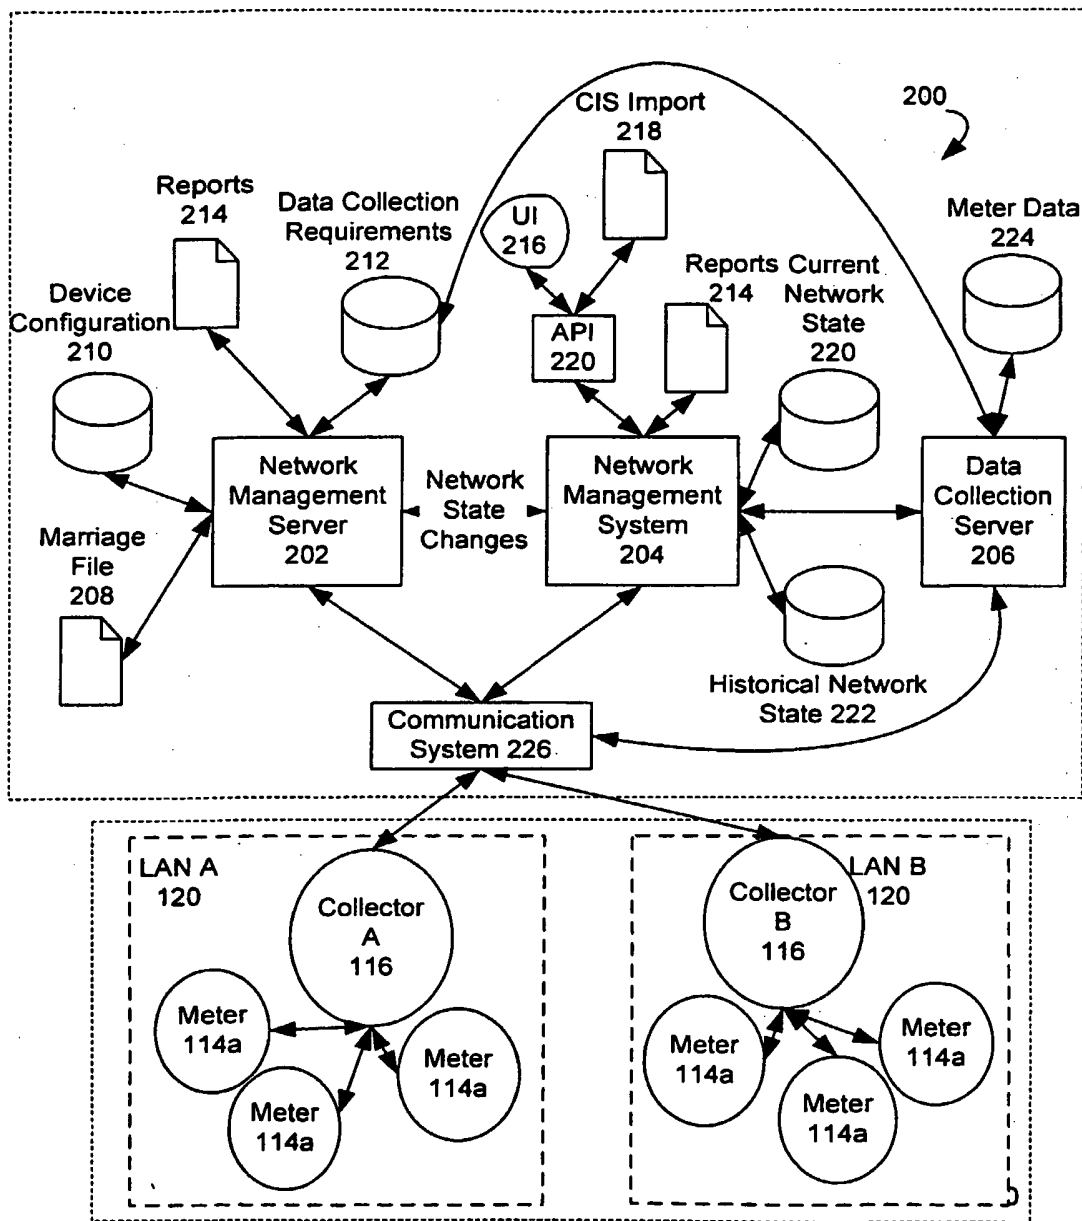 200
CIS Import
218
Reports
214
Data Collection
Requirements
212
UI
216
Meter Data
224
Device
Configuration
210
Reports
214
Current
Network
State
220
API
220
Network
Management
Server
202
Network
State
Changes
Network
Management
System
204
Data
Collection
Server
206
Marriage
File
208
Historical Network
State 222
Communication
System 226
LAN A
120
Collector
A
116
Meter
114a
Meter
114a
Meter
114a
LAN B
120
Collector
B
116
Meter
114a
Meter
114a
Meter
114a